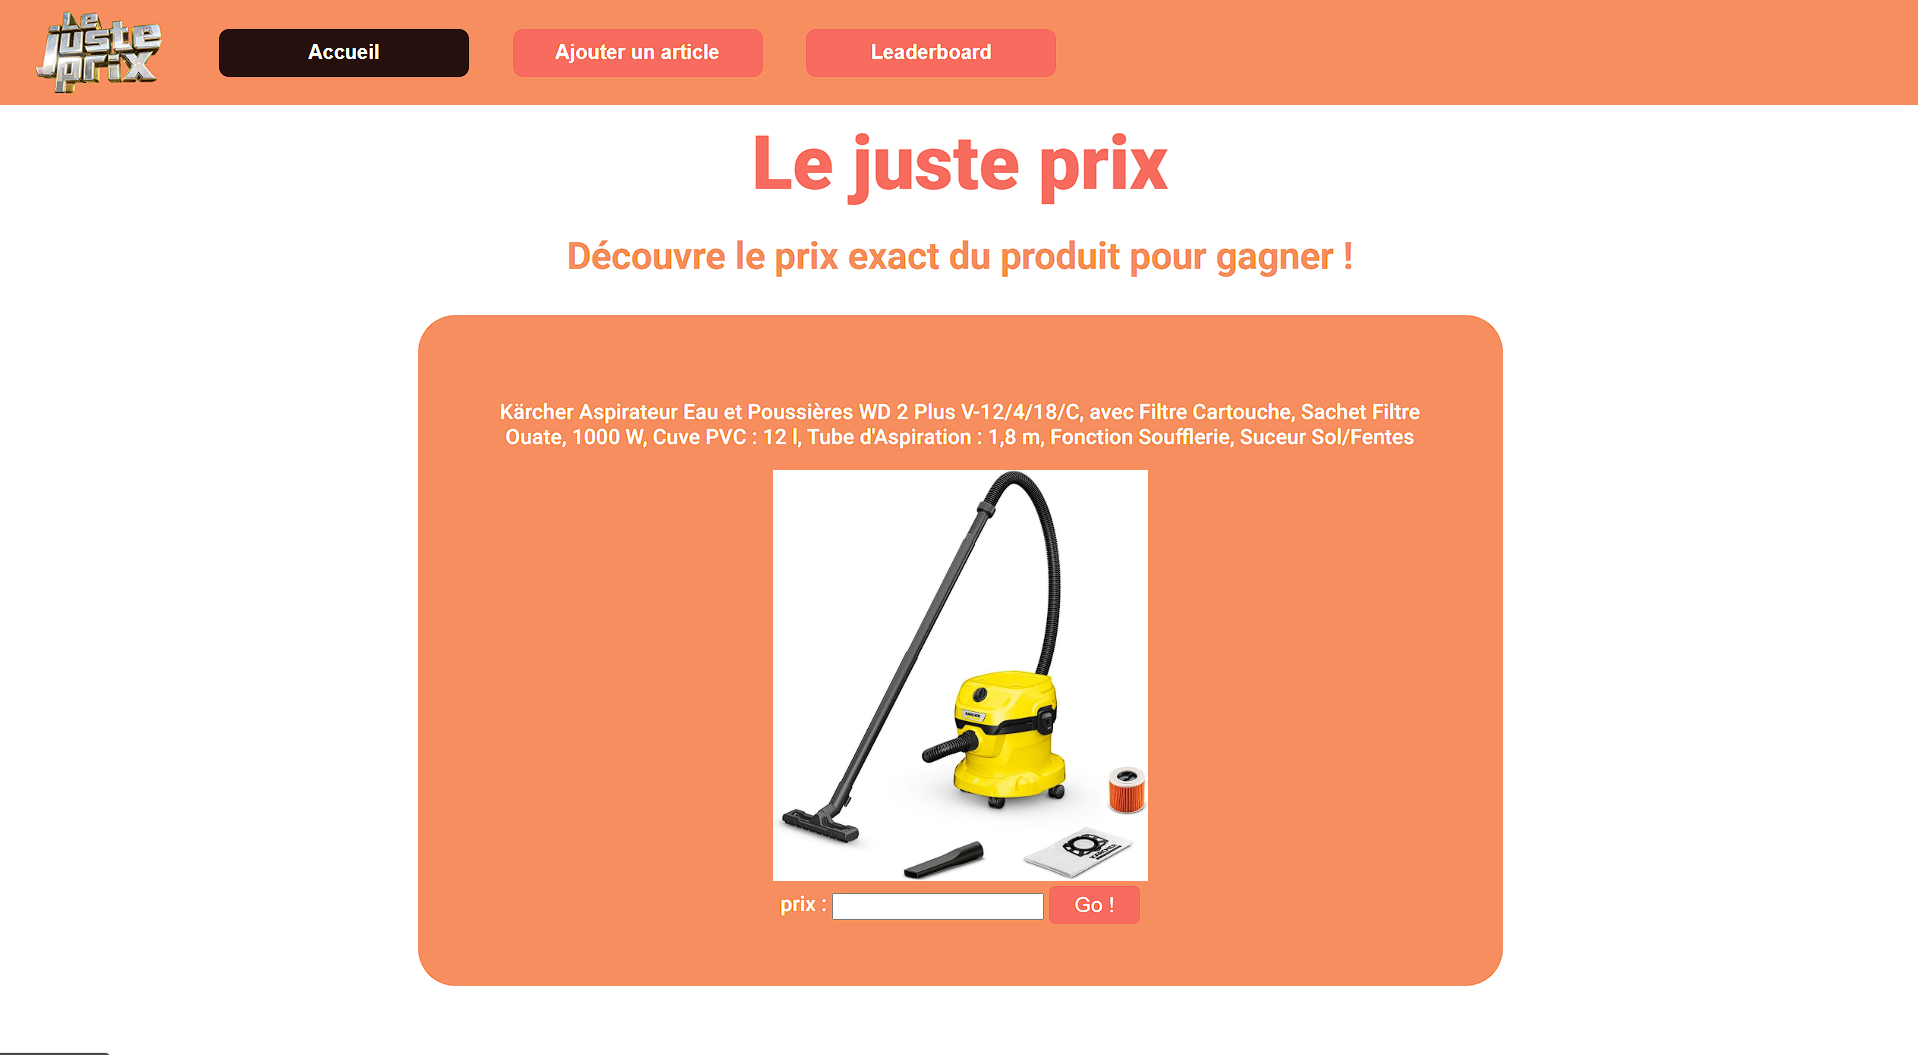 Le
juste
prix
Accueil
Ajouter un article
Leaderboard
Le juste prix
Découvre le prix exact du produit pour gagner !
Kärcher Aspirateur Eau et Poussières WD 2 Plus V-12/4/18/C, avec Filtre Cartouche, Sachet Filtre
Ouate, 1000 W, Cuve PVC : 12 l, Tube d'Aspiration : 1,8 m, Fonction Soufflerie, Suceur Sol/Fentes
KÄRCHER
KÄRCHER
prix :
Go !